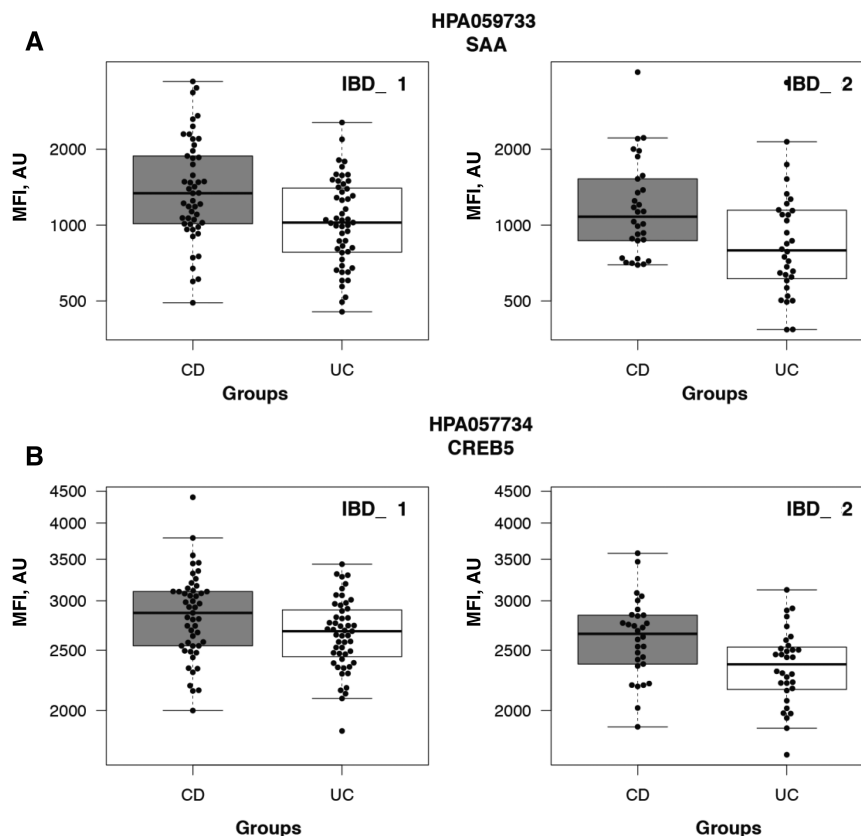 A
HPA059733
SAA
IBD_ 1
IBD_ 2
MFI, AU
2000
1000
500
CD
UC
Groups
MFI, AU
2000
1000
500
CD
UC
Groups
B
HPA057734
CREB5
IBD_ 1
IBD_ 2
MFI, AU
4500
4000
3500
3000
2500
2000
CD
UC
Groups
MFI, AU
4500
4000
3500
3000
2500
2000
CD
UC
Groups